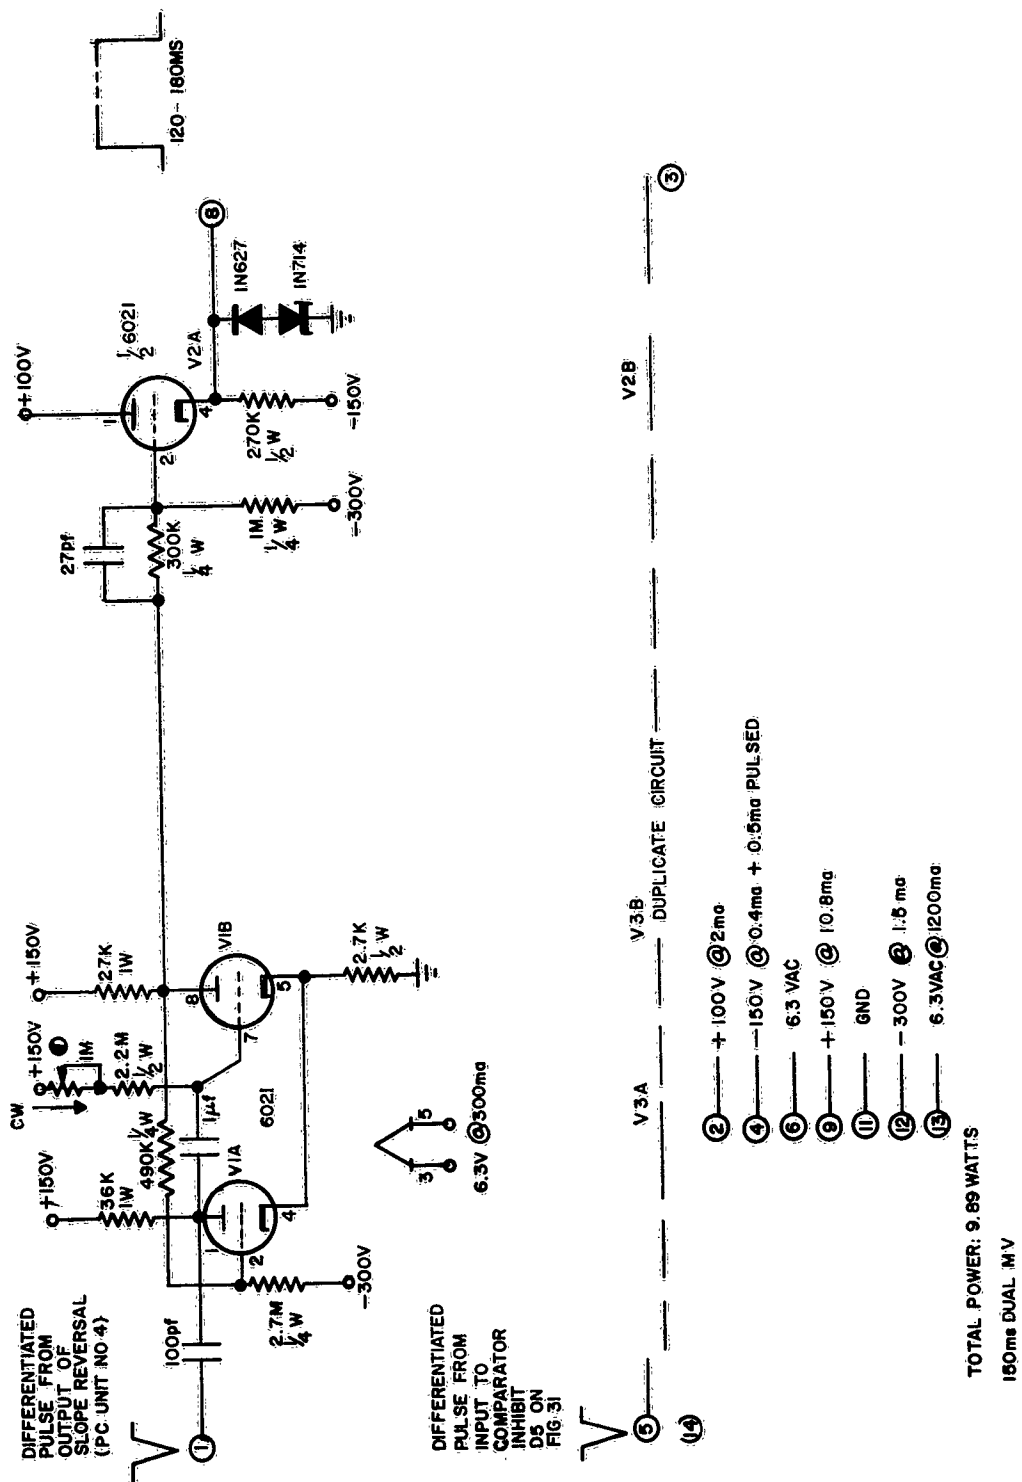 DIFFERENTIATED
PULSE FROM
OUTPUT OF
SLOPE REVERSAL
(PC UNIT NO 4)
1
100pf
+150V
36K
1W
490K 1/4W
V1A
1
2
4
2.7M
1/4 W
-300V
CW
+150V
1M
2.2M
1/2 W
1µf
6021
+150V
27K
1W
V1B
8
7
5
2.7K
1/2 W
3
5
6.3V @300ma
27pf
300K
1/4 W
1M
1/4 W
-300V
+100V
1/2 6021
V2A
1
2
4
270K
1/2 W
-150V
8
1N627
1N714
120-180MS
DIFFERENTIATED
PULSE FROM
INPUT TO
COMPARATOR
INHIBIT
D5 ON
FIG 31
5
14
V3A
V3B
DUPLICATE CIRCUIT
V2B
3
2 +100V @2ma
4 -150V @0.4ma + 0.5ma PULSED
6 6.3 VAC
9 +150V @ 10.8ma
11 GND
12 -300V @ 1.5 ma
13 6.3VAC@1200ma
TOTAL POWER: 9.89 WATTS
150ms DUAL MV